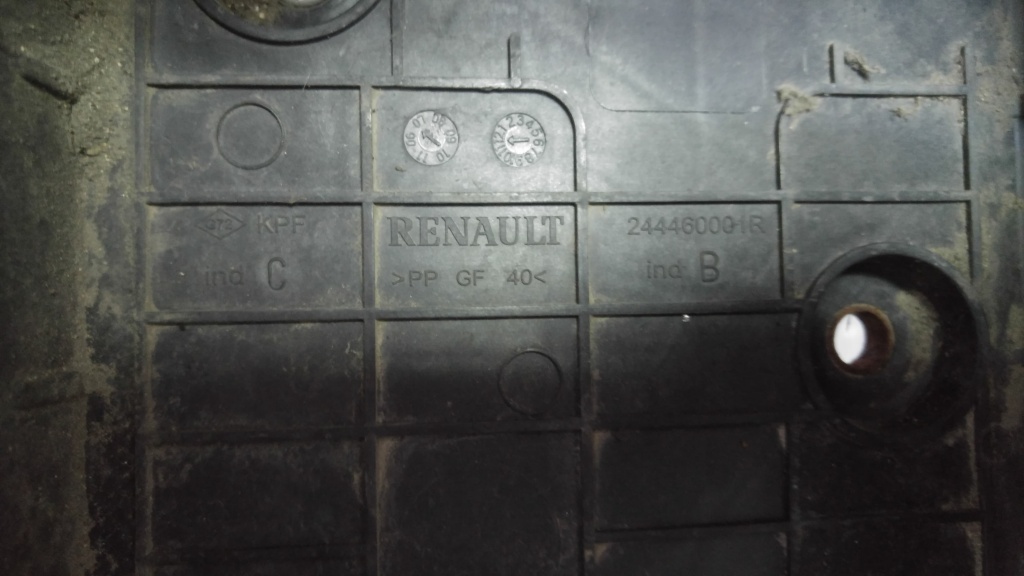 KPF
RENAULT
244460001R
ind C
>PP GF 40<
ind B